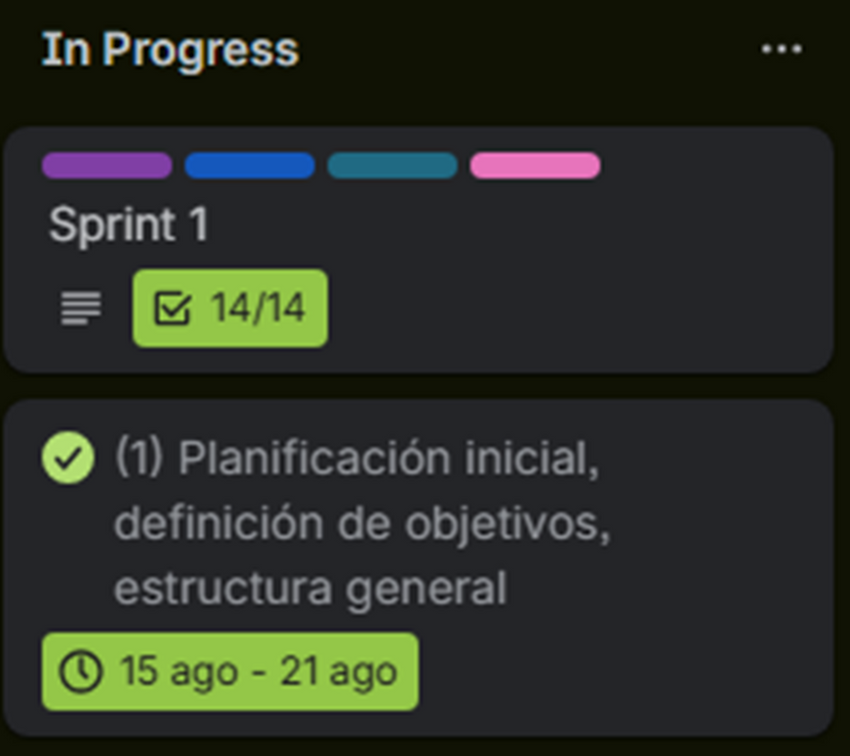 In Progress
Sprint 1
14/14
(1) Planificación inicial,
definición de objetivos,
estructura general
15 ago - 21 ago